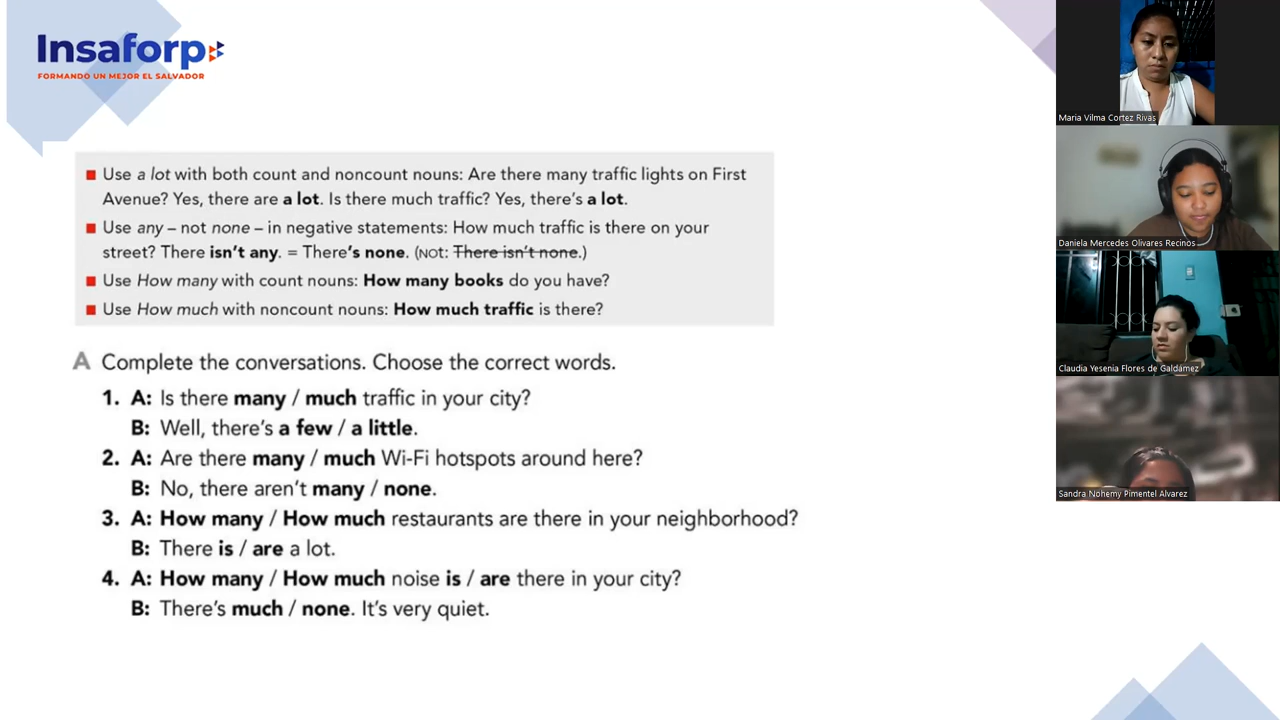 Insaforp
FORMANDO UN MEJOR EL SALVADOR
Use a lot with both count and noncount nouns: Are there many traffic lights on First
Avenue? Yes, there are a lot. Is there much traffic? Yes, there's a lot.
Use any – not none – in negative statements: How much traffic is there on your
street? There isn't any. = There's none. (NOT: There isn't none.)
Use How many with count nouns: How many books do you have?
Use How much with noncount nouns: How much traffic is there?
A Complete the conversations. Choose the correct words.
1. A: Is there many / much traffic in your city?
B: Well, there's a few / a little.
2. A: Are there many / much Wi-Fi hotspots around here?
B: No, there aren't many / none.
3. A: How many / How much restaurants are there in your neighborhood?
B: There is / are a lot.
4. A: How many / How much noise is / are there in your city?
B: There's much / none. It's very quiet.
Maria Vilma Cortez Rivas
Daniela Mercedes Olivares Recinos
Claudia Yesenia Flores de Galdámez
Sandra Nohemy Pimentel Alvarez